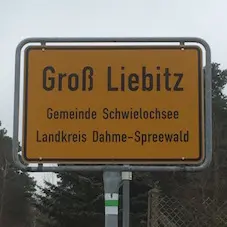 Groß Liebitz
Gemeinde Schwielochsee
Landkreis Dahme-Spreewald